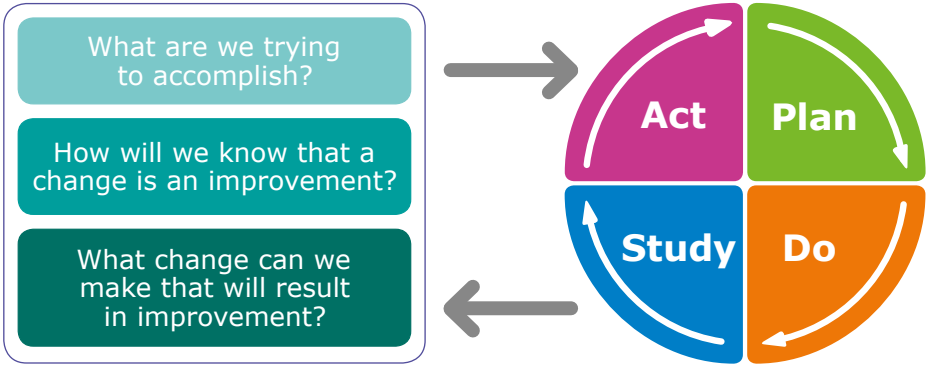 What are we trying
to accomplish?
How will we know that a
change is an improvement?
What change can we
make that will result
in improvement?
Act
Plan
Study
Do